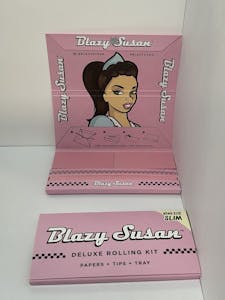 Blazy Susan
Blazy Susan
Blazy Susan
Blazy Susan
KING SIZE
SLIM
Blazy Susan
DELUXE ROLLING KIT
PAPERS • TIPS • TRAY